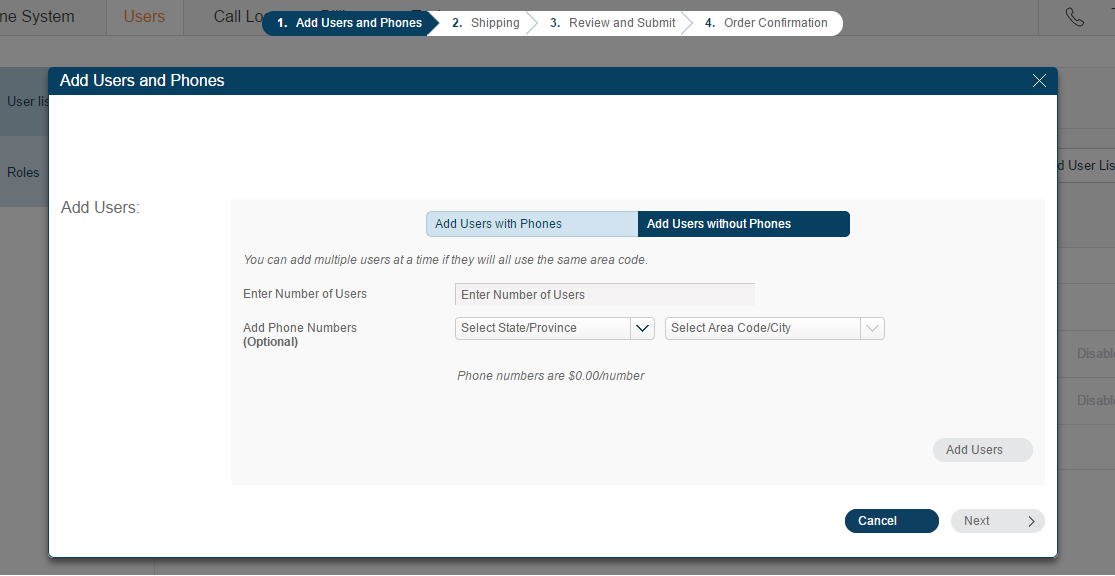 ne System Users Call Lo
1. Add Users and Phones 2. Shipping 3. Review and Submit 4. Order Confirmation
Add Users and Phones
User lis
d User Lis
Roles
Add Users:
Add Users with Phones Add Users without Phones
You can add multiple users at a time if they will all use the same area code.
Enter Number of Users Enter Number of Users
Add Phone Numbers Select State/Province Select Area Code/City
(Optional)
Disabl
Phone numbers are $0.00/number
Disabl
Add Users
Cancel Next